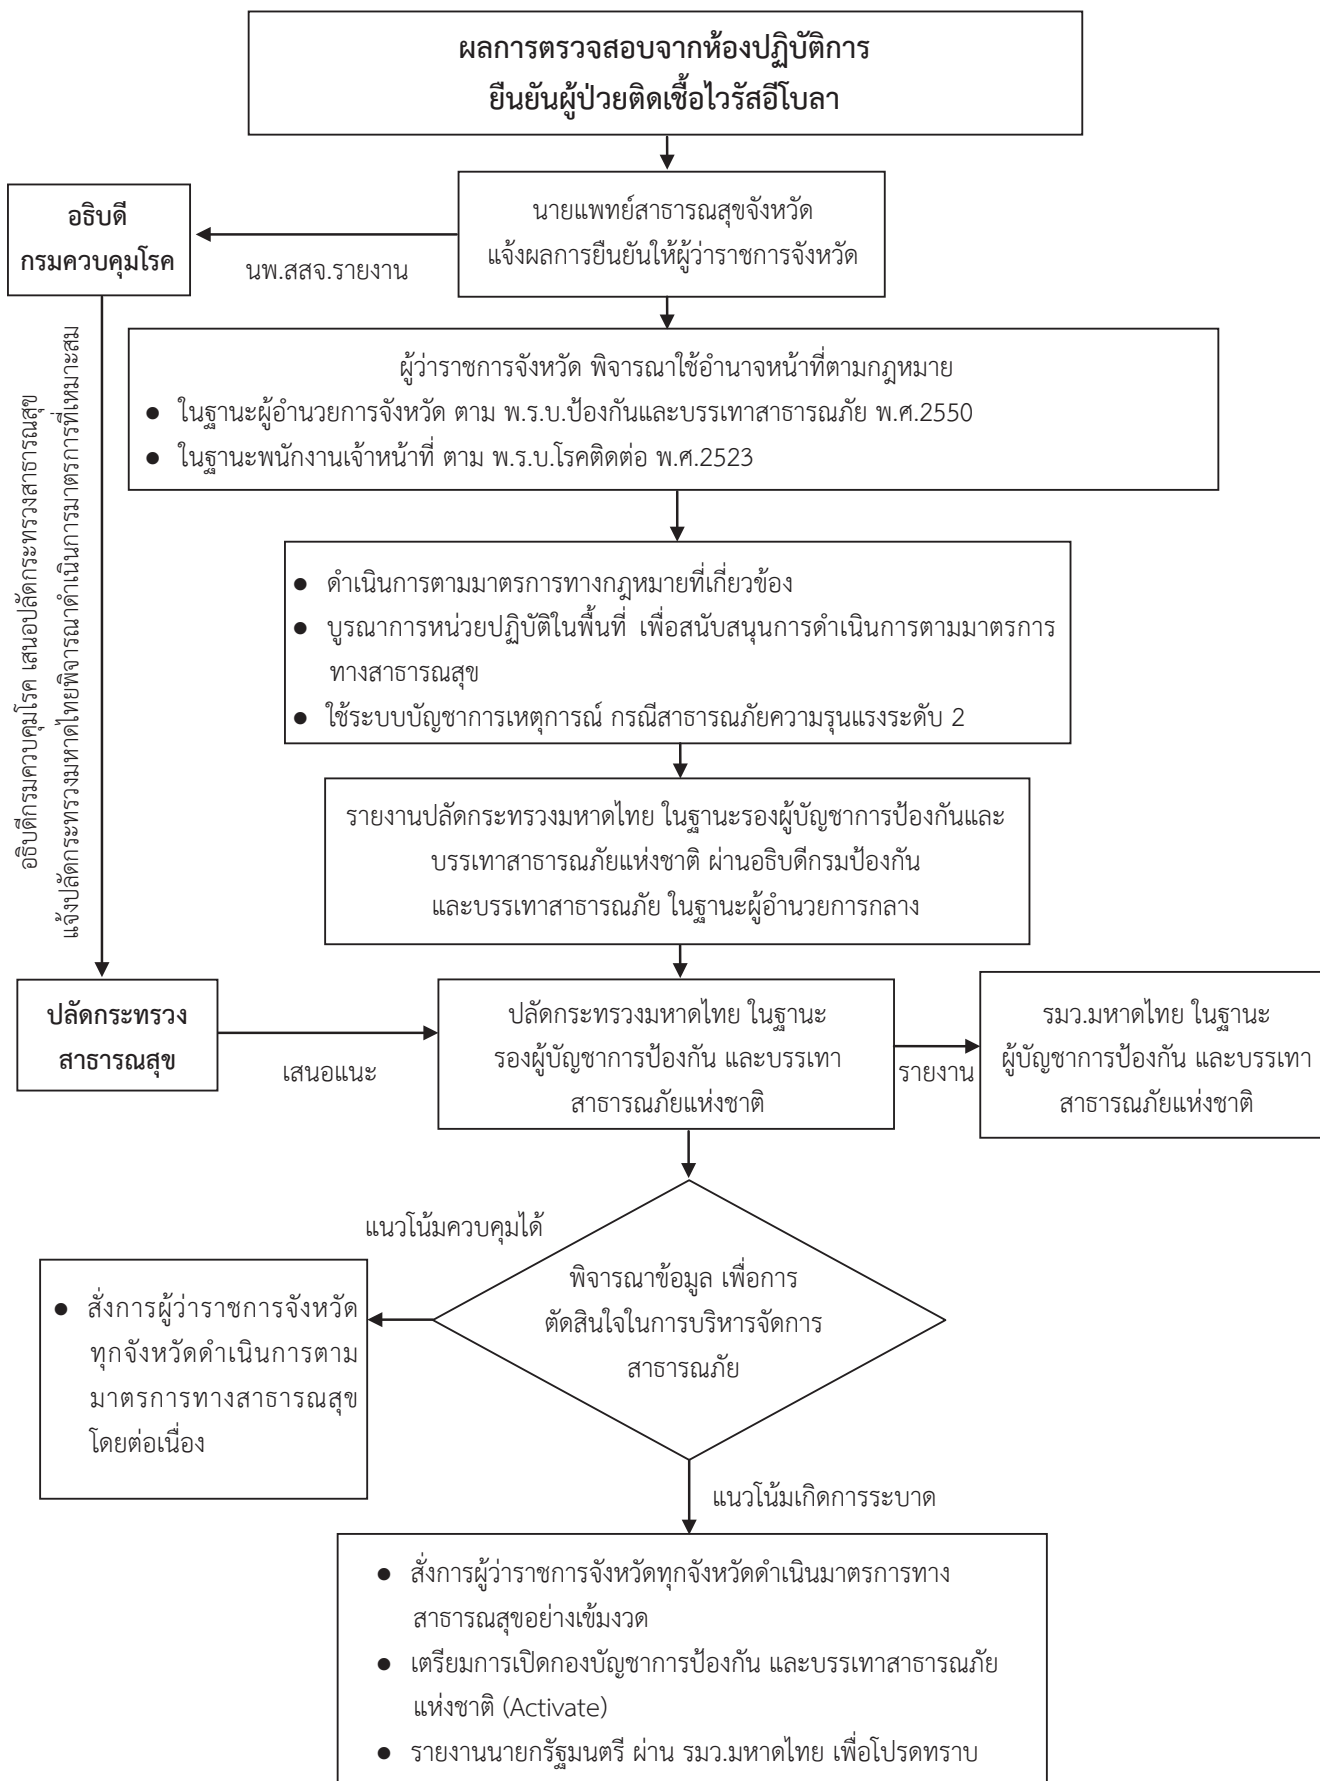 ผลการตรวจสอบจากห้องปฏิบัติการ
ยืนยันผู้ป่วยติดเชื้อไวรัสอีโบลา
นายแพทย์สาธารณสุขจังหวัด
แจ้งผลการยืนยันให้ผู้ว่าราชการจังหวัด
อธิบดี
กรมควบคุมโรค
นพ.สสจ.รายงาน
ผู้ว่าราชการจังหวัด พิจารณาใช้อำนาจหน้าที่ตามกฎหมาย
● ในฐานะผู้อำนวยการจังหวัด ตาม พ.ร.บ.ป้องกันและบรรเทาสาธารณภัย พ.ศ.2550
● ในฐานะพนักงานเจ้าหน้าที่ ตาม พ.ร.บ.โรคติดต่อ พ.ศ.2523
อธิบดีกรมควบคุมโรค เสนอปลัดกระทรวงสาธารณสุข
แจ้งปลัดกระทรวงมหาดไทยพิจารณาดำเนินการมาตรการที่เหมาะสม
● ดำเนินการตามมาตรการทางกฎหมายที่เกี่ยวข้อง
● บูรณาการหน่วยปฏิบัติในพื้นที่ เพื่อสนับสนุนการดำเนินการตามมาตรการ
ทางสาธารณสุข
● ใช้ระบบบัญชาการเหตุการณ์ กรณีสาธารณภัยความรุนแรงระดับ 2
รายงานปลัดกระทรวงมหาดไทย ในฐานะรองผู้บัญชาการป้องกันและ
บรรเทาสาธารณภัยแห่งชาติ ผ่านอธิบดีกรมป้องกัน
และบรรเทาสาธารณภัย ในฐานะผู้อำนวยการกลาง
ปลัดกระทรวง
สาธารณสุข
เสนอแนะ
ปลัดกระทรวงมหาดไทย ในฐานะ
รองผู้บัญชาการป้องกัน และบรรเทา
สาธารณภัยแห่งชาติ
รายงาน
รมว.มหาดไทย ในฐานะ
ผู้บัญชาการป้องกัน และบรรเทา
สาธารณภัยแห่งชาติ
แนวโน้มควบคุมได้
พิจารณาข้อมูล เพื่อการ
ตัดสินใจในการบริหารจัดการ
สาธารณภัย
● สั่งการผู้ว่าราชการจังหวัด
ทุกจังหวัดดำเนินการตาม
มาตรการทางสาธารณสุข
โดยต่อเนื่อง
แนวโน้มเกิดการระบาด
● สั่งการผู้ว่าราชการจังหวัดทุกจังหวัดดำเนินมาตรการทาง
สาธารณสุขอย่างเข้มงวด
● เตรียมการเปิดกองบัญชาการป้องกัน และบรรเทาสาธารณภัย
แห่งชาติ (Activate)
● รายงานนายกรัฐมนตรี ผ่าน รมว.มหาดไทย เพื่อโปรดทราบ